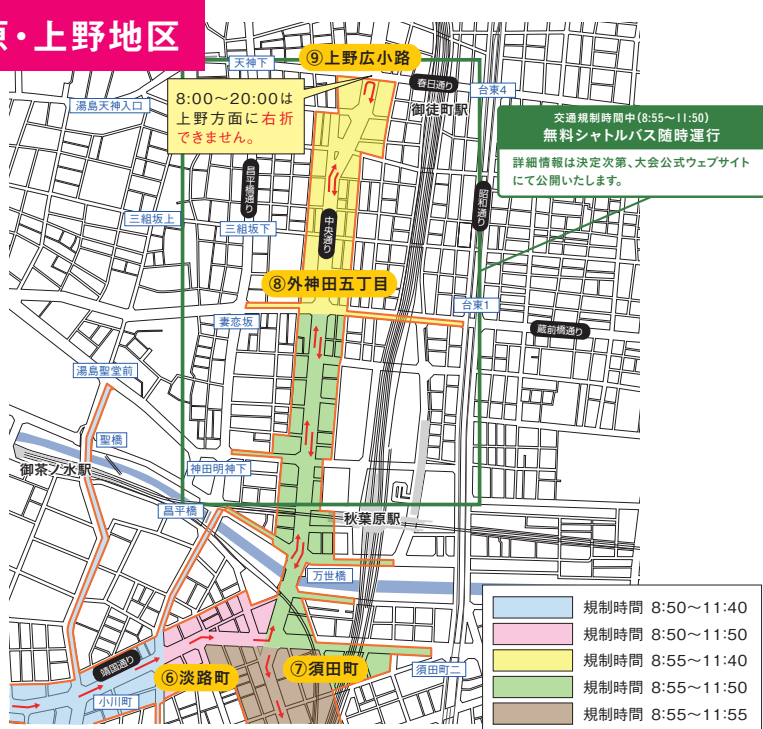 原・上野地区
天神下
⑨上野広小路
春日通り
台東4
湯島天神入口
8:00〜20:00は
上野方面に右折
できません。
御徒町駅
交通規制時間中(8:55〜11:50)
無料シャトルバス随時運行
詳細情報は決定次第、大会公式ウェブサイト
にて公開いたします。
昌平橋通り
昭和通り
三組坂上
三組坂下
中央通り
⑧外神田五丁目
台東1
妻恋坂
蔵前橋通り
湯島聖堂前
聖橋
御茶ノ水駅
神田明神下
昌平橋
秋葉原駅
万世橋
靖国通り
⑥淡路町
⑦須田町
須田町二
小川町
規制時間 8:50〜11:40
規制時間 8:50〜11:50
規制時間 8:55〜11:40
規制時間 8:55〜11:50
規制時間 8:55〜11:55